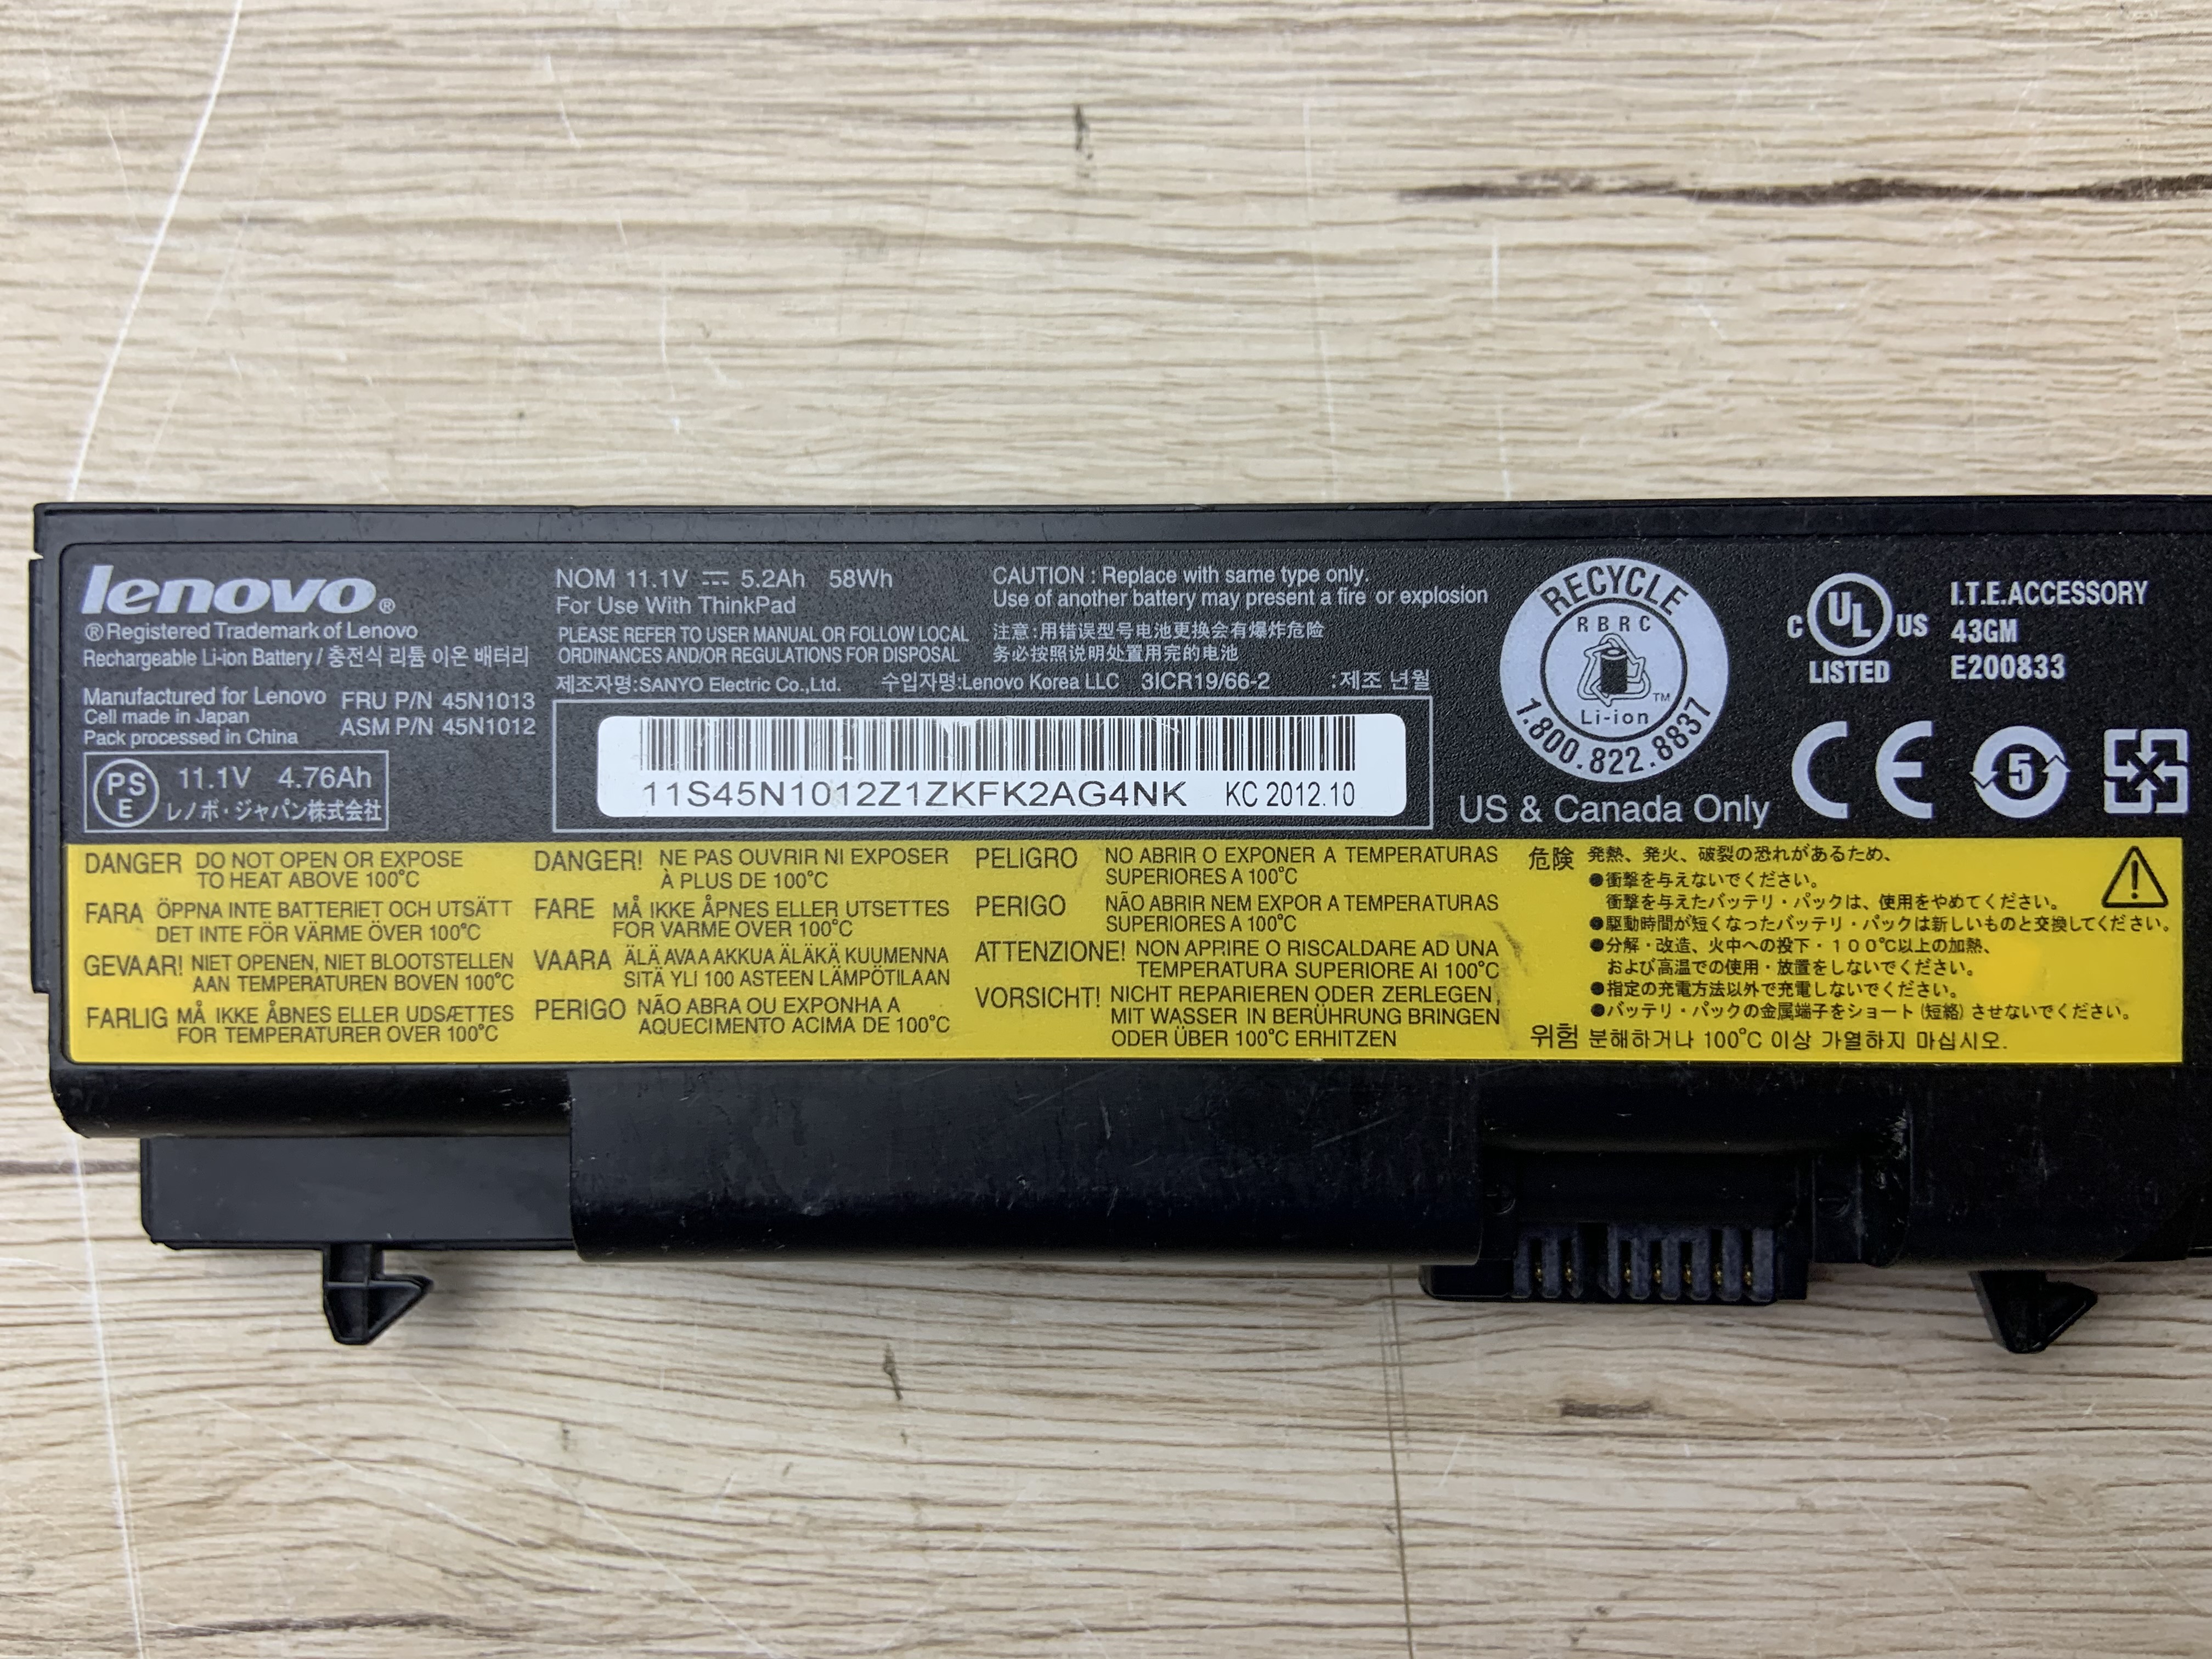 lenovo®
®Registered Trademark of Lenovo
Rechargeable Li-ion Battery / 충전식 리튬 이온 배터리
Manufactured for Lenovo
Cell made in Japan
Pack processed in China
FRU P/N 45N1013
ASM P/N 45N1012
PS
E
11.1V 4.76Ah
レノボ・ジャパン株式会社
NOM 11.1V ⎓ 5.2Ah 58Wh
For Use With ThinkPad
PLEASE REFER TO USER MANUAL OR FOLLOW LOCAL
ORDINANCES AND/OR REGULATIONS FOR DISPOSAL
CAUTION : Replace with same type only.
Use of another battery may present a fire or explosion
注意:用错误型号电池更换会有爆炸危险
务必按照说明处置用完的电池
제조자명:SANYO Electric Co.,Ltd. 수입자명:Lenovo Korea LLC 3ICR19/66-2 :제조 년월
11S45N1012Z1ZKFK2AG4NK KC 2012.10
RECYCLE
RBRC
TM
Li-ion
1.800.822.8837
US & Canada Only
C UL US
LISTED
I.T.E.ACCESSORY
43GM
E200833
CE
5
DANGER DO NOT OPEN OR EXPOSE
TO HEAT ABOVE 100°C
FARA ÖPPNA INTE BATTERIET OCH UTSÄTT
DET INTE FÖR VÄRME ÖVER 100°C
GEVAAR! NIET OPENEN, NIET BLOOTSTELLEN
AAN TEMPERATUREN BOVEN 100°C
FARLIG MÅ IKKE ÅBNES ELLER UDSÆTTES
FOR TEMPERATURER OVER 100°C
DANGER! NE PAS OUVRIR NI EXPOSER
À PLUS DE 100°C
FARE MÅ IKKE ÅPNES ELLER UTSETTES
FOR VARME OVER 100°C
VAARA ÄLÄ AVAA AKKUA ÄLÄKÄ KUUMENNA
SITÄ YLI 100 ASTEEN LÄMPÖTILAAN
PERIGO NÃO ABRA OU EXPONHA A
AQUECIMENTO ACIMA DE 100°C
PELIGRO NO ABRIR O EXPONER A TEMPERATURAS
SUPERIORES A 100°C
PERIGO NÃO ABRIR NEM EXPOR A TEMPERATURAS
SUPERIORES A 100°C
ATTENZIONE! NON APRIRE O RISCALDARE AD UNA
TEMPERATURA SUPERIORE AI 100°C
VORSICHT! NICHT REPARIEREN ODER ZERLEGEN,
MIT WASSER IN BERÜHRUNG BRINGEN
ODER ÜBER 100°C ERHITZEN
危険 発熱、発火、破裂の恐れがあるため、
●衝撃を与えないでください。
衝撃を与えたバッテリ・パックは、使用をやめてください。
●駆動時間が短くなったバッテリ・パックは新しいものと交換してください。
●分解・改造、火中への投下・100℃以上の加熱、
および高温での使用・放置をしないでください。
●指定の充電方法以外で充電しないでください。
●バッテリ・パックの金属端子をショート(短絡)させないでください。
위험 분해하거나 100°C 이상 가열하지 마십시오.